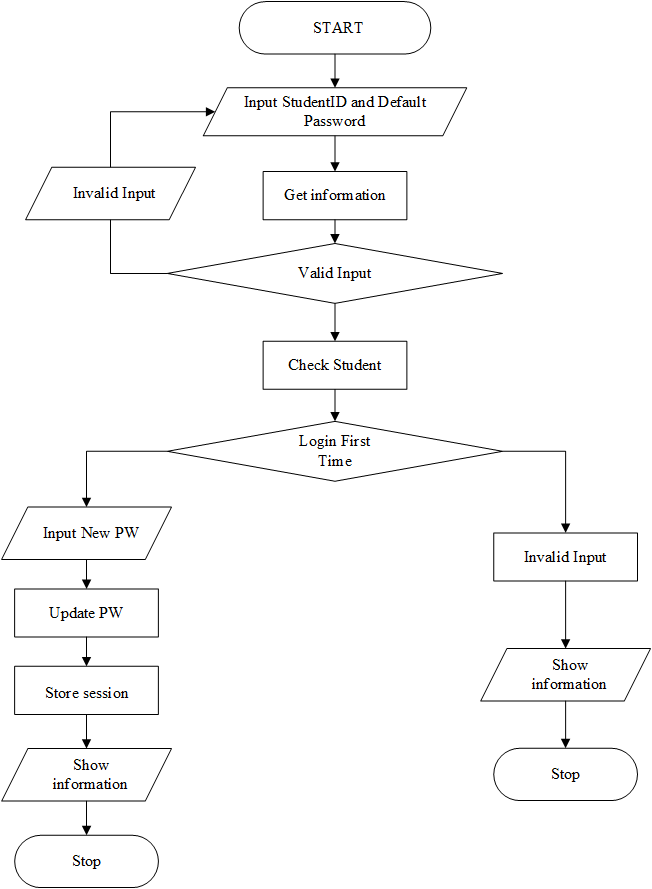 START
Input StudentID and Default
Password
Invalid Input
Get information
Valid Input
Check Student
Login First
Time
Input New PW
Invalid Input
Update PW
Store session
Show
information
Show
information
Stop
Stop